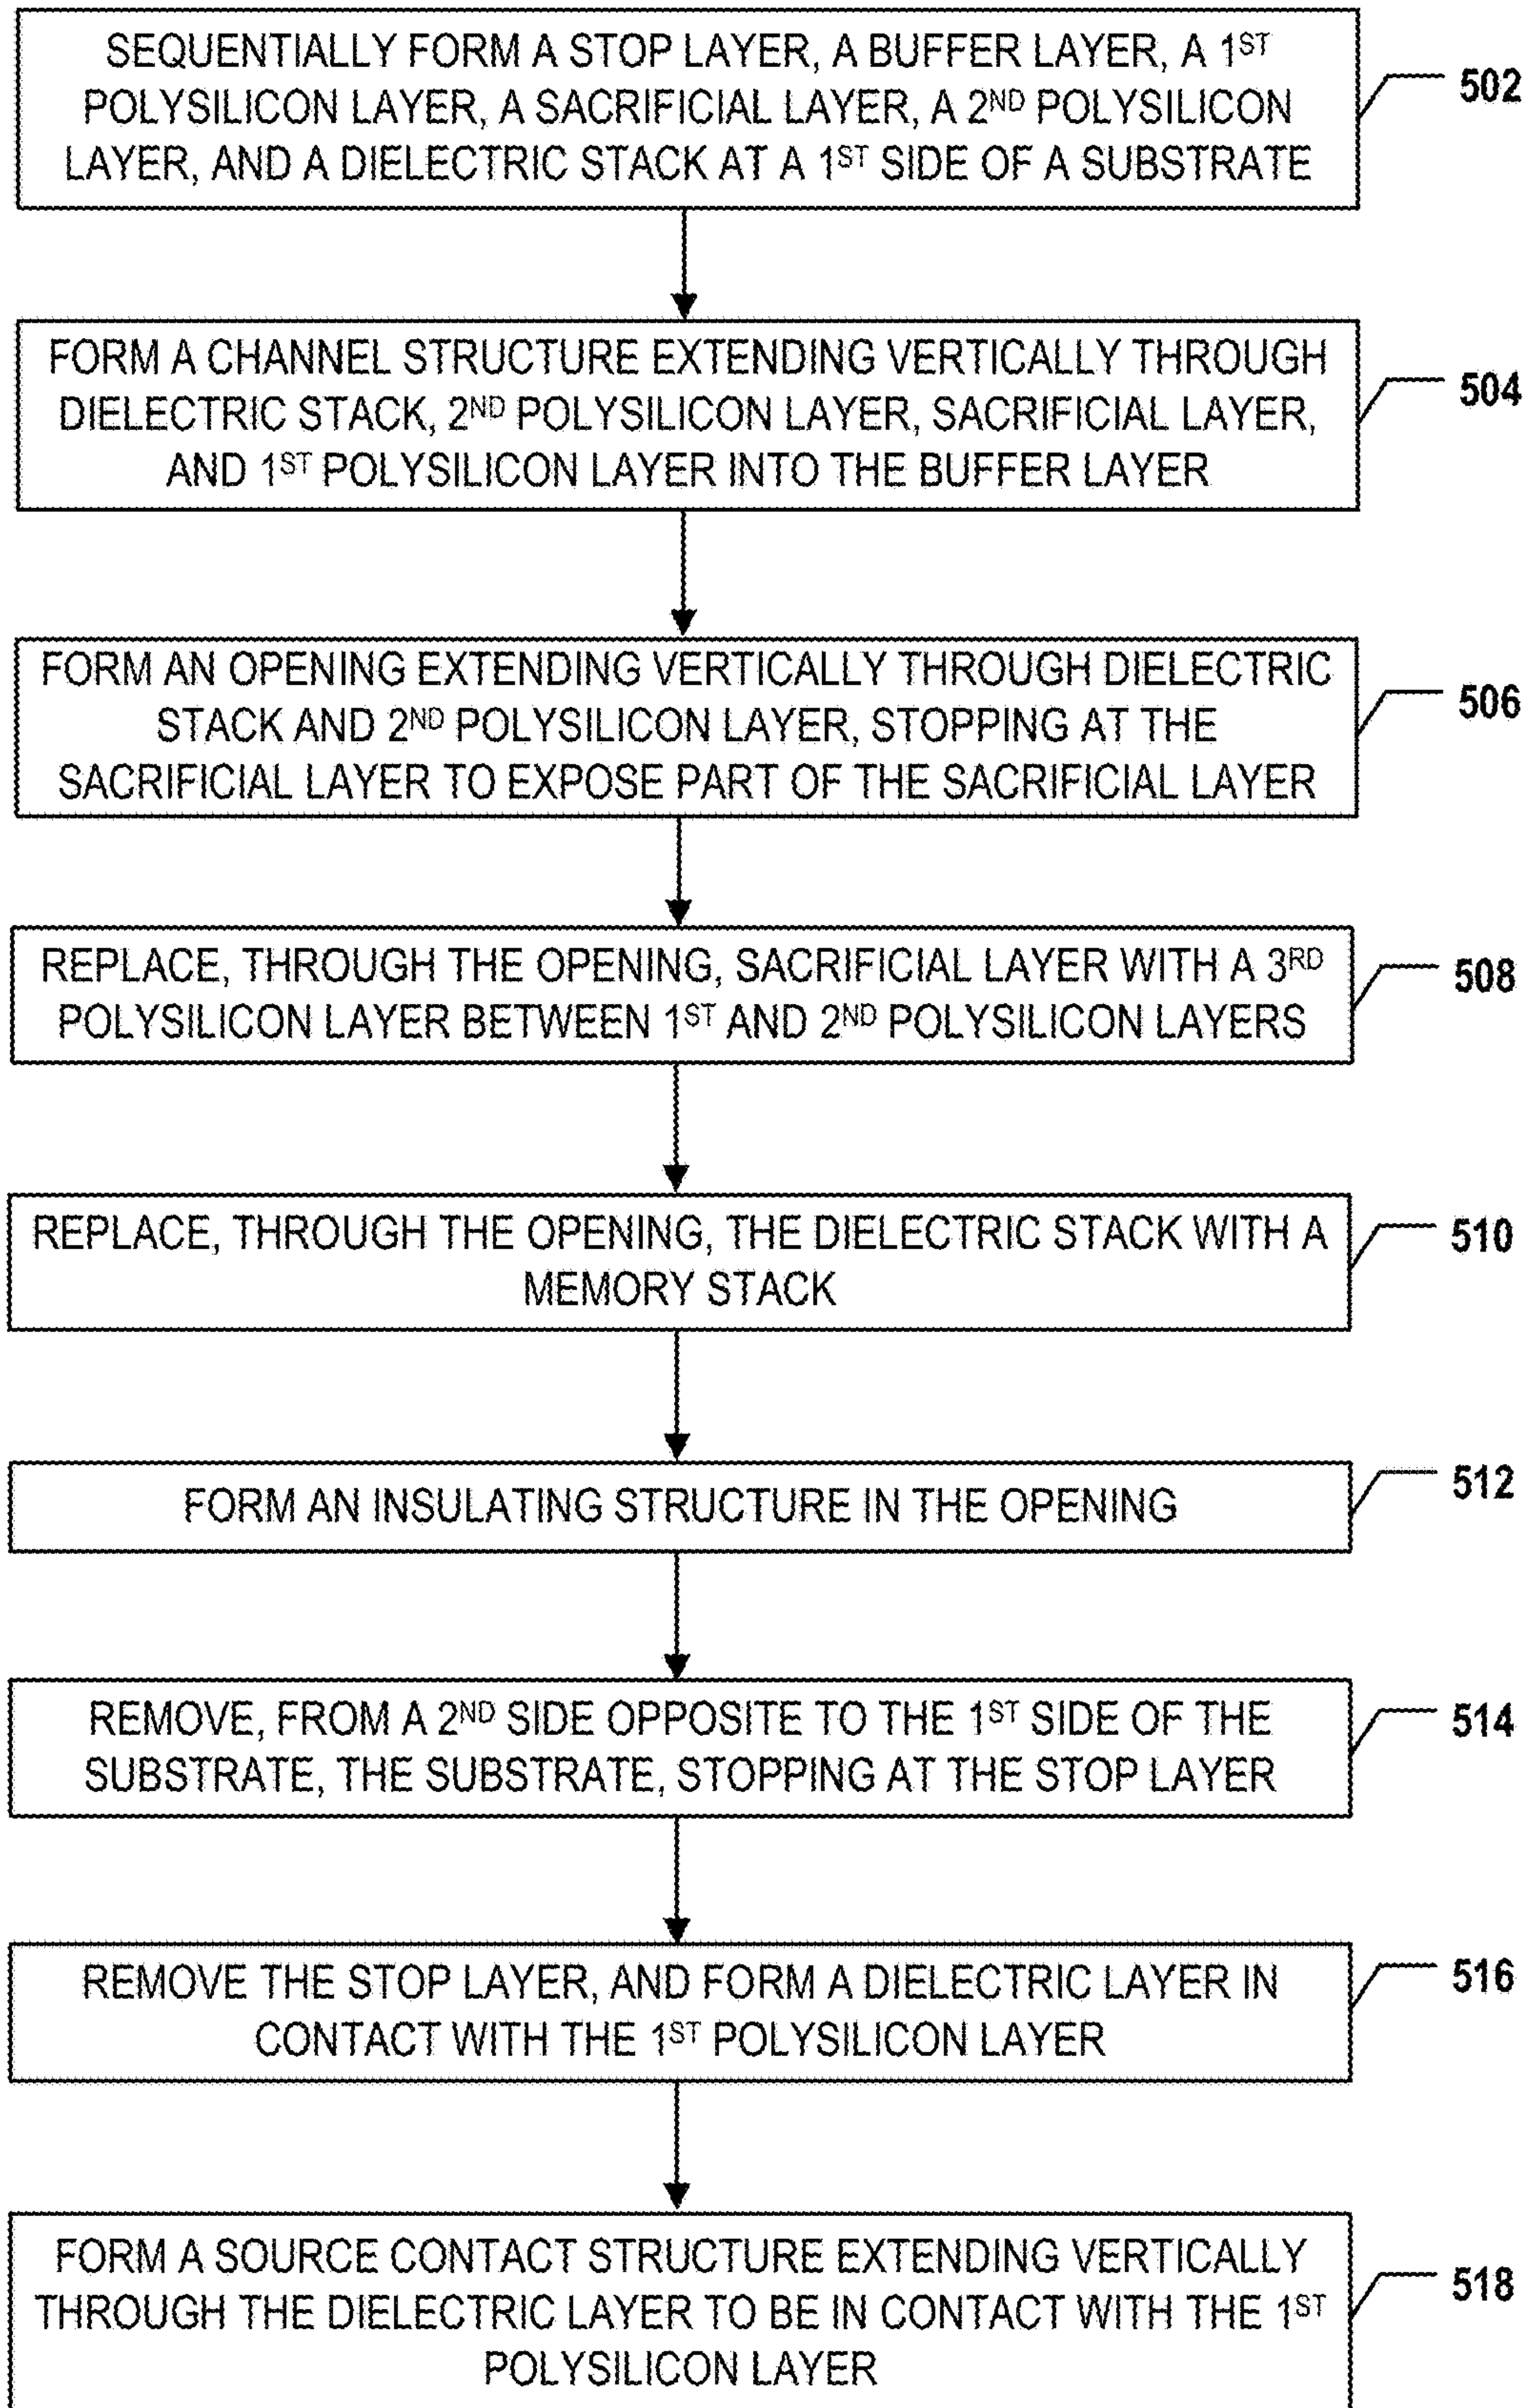 SEQUENTIALLY FORM A STOP LAYER, A BUFFER LAYER, A 1ST
POLYSILICON LAYER, A SACRIFICIAL LAYER, A 2ND POLYSILICON
LAYER, AND A DIELECTRIC STACK AT A 1ST SIDE OF A SUBSTRATE
502
FORM A CHANNEL STRUCTURE EXTENDING VERTICALLY THROUGH
DIELECTRIC STACK, 2ND POLYSILICON LAYER, SACRIFICIAL LAYER,
AND 1ST POLYSILICON LAYER INTO THE BUFFER LAYER
504
FORM AN OPENING EXTENDING VERTICALLY THROUGH DIELECTRIC
STACK AND 2ND POLYSILICON LAYER, STOPPING AT THE
SACRIFICIAL LAYER TO EXPOSE PART OF THE SACRIFICIAL LAYER
506
REPLACE, THROUGH THE OPENING, SACRIFICIAL LAYER WITH A 3RD
POLYSILICON LAYER BETWEEN 1ST AND 2ND POLYSILICON LAYERS
508
REPLACE, THROUGH THE OPENING, THE DIELECTRIC STACK WITH A
MEMORY STACK
510
FORM AN INSULATING STRUCTURE IN THE OPENING
512
REMOVE, FROM A 2ND SIDE OPPOSITE TO THE 1ST SIDE OF THE
SUBSTRATE, THE SUBSTRATE, STOPPING AT THE STOP LAYER
514
REMOVE THE STOP LAYER, AND FORM A DIELECTRIC LAYER IN
CONTACT WITH THE 1ST POLYSILICON LAYER
516
FORM A SOURCE CONTACT STRUCTURE EXTENDING VERTICALLY
THROUGH THE DIELECTRIC LAYER TO BE IN CONTACT WITH THE 1ST
POLYSILICON LAYER
518